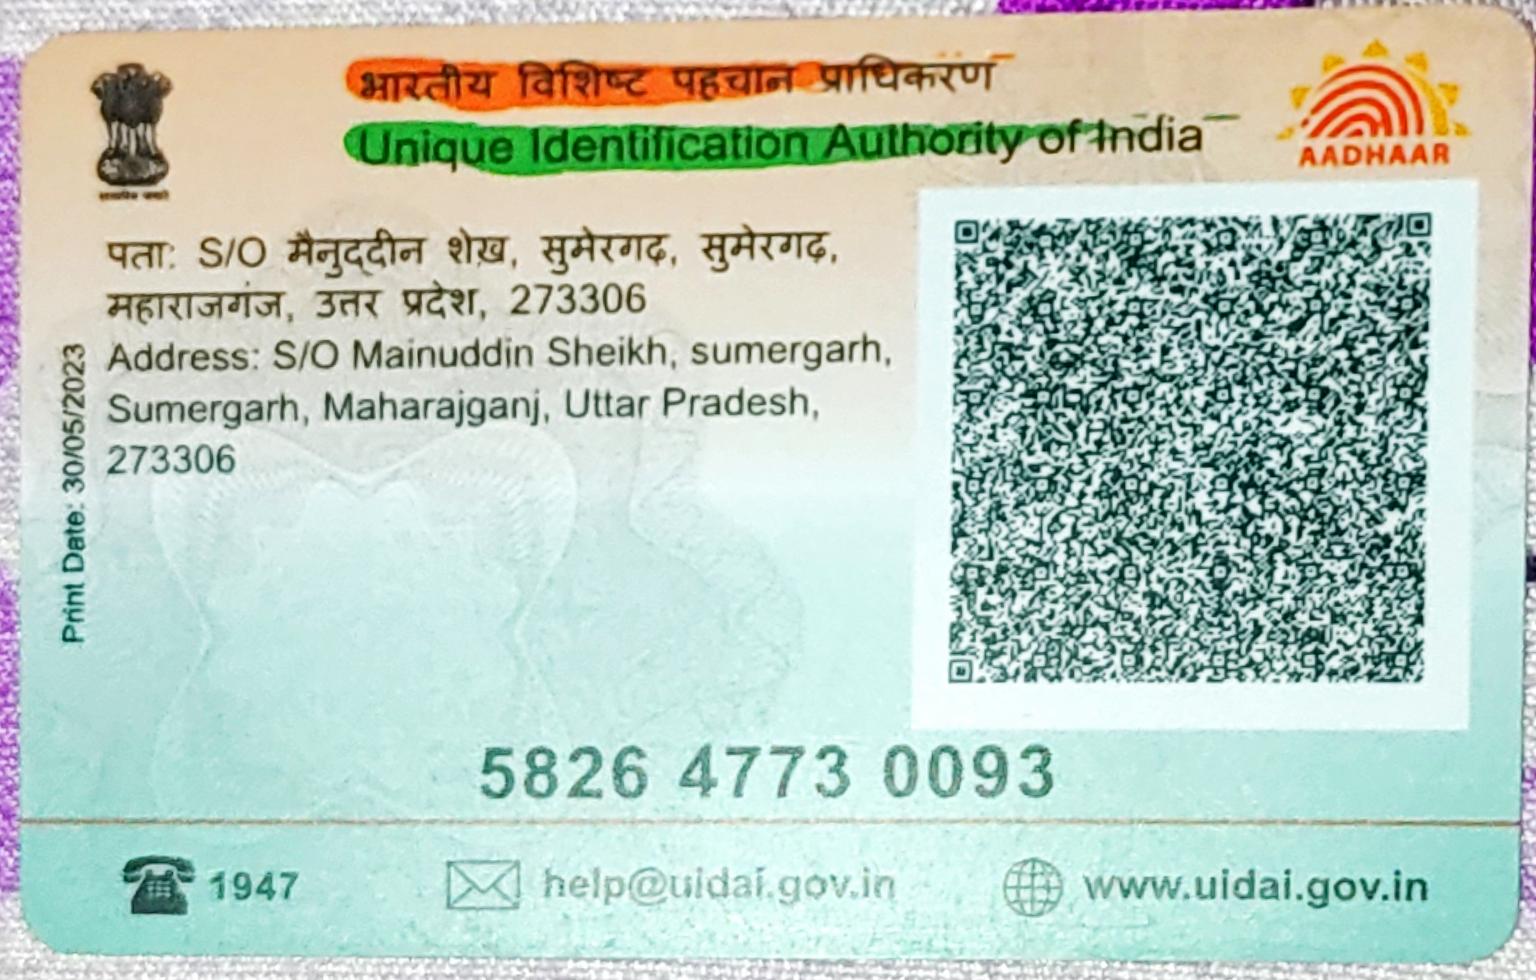 भारतीय विशिष्ट पहचान प्राधिकरण
Unique Identification Authority of India
AADHAAR
पता: S/O मैनुद्दीन शेख़, सुमेरगढ़, सुमेरगढ़,
महाराजगंज, उत्तर प्रदेश, 273306
Address: S/O Mainuddin Sheikh, sumergarh,
Sumergarh, Maharajganj, Uttar Pradesh,
273306
Print Date: 30/05/2023
5826 4773 0093
1947
help@uidai.gov.in
www.uidai.gov.in